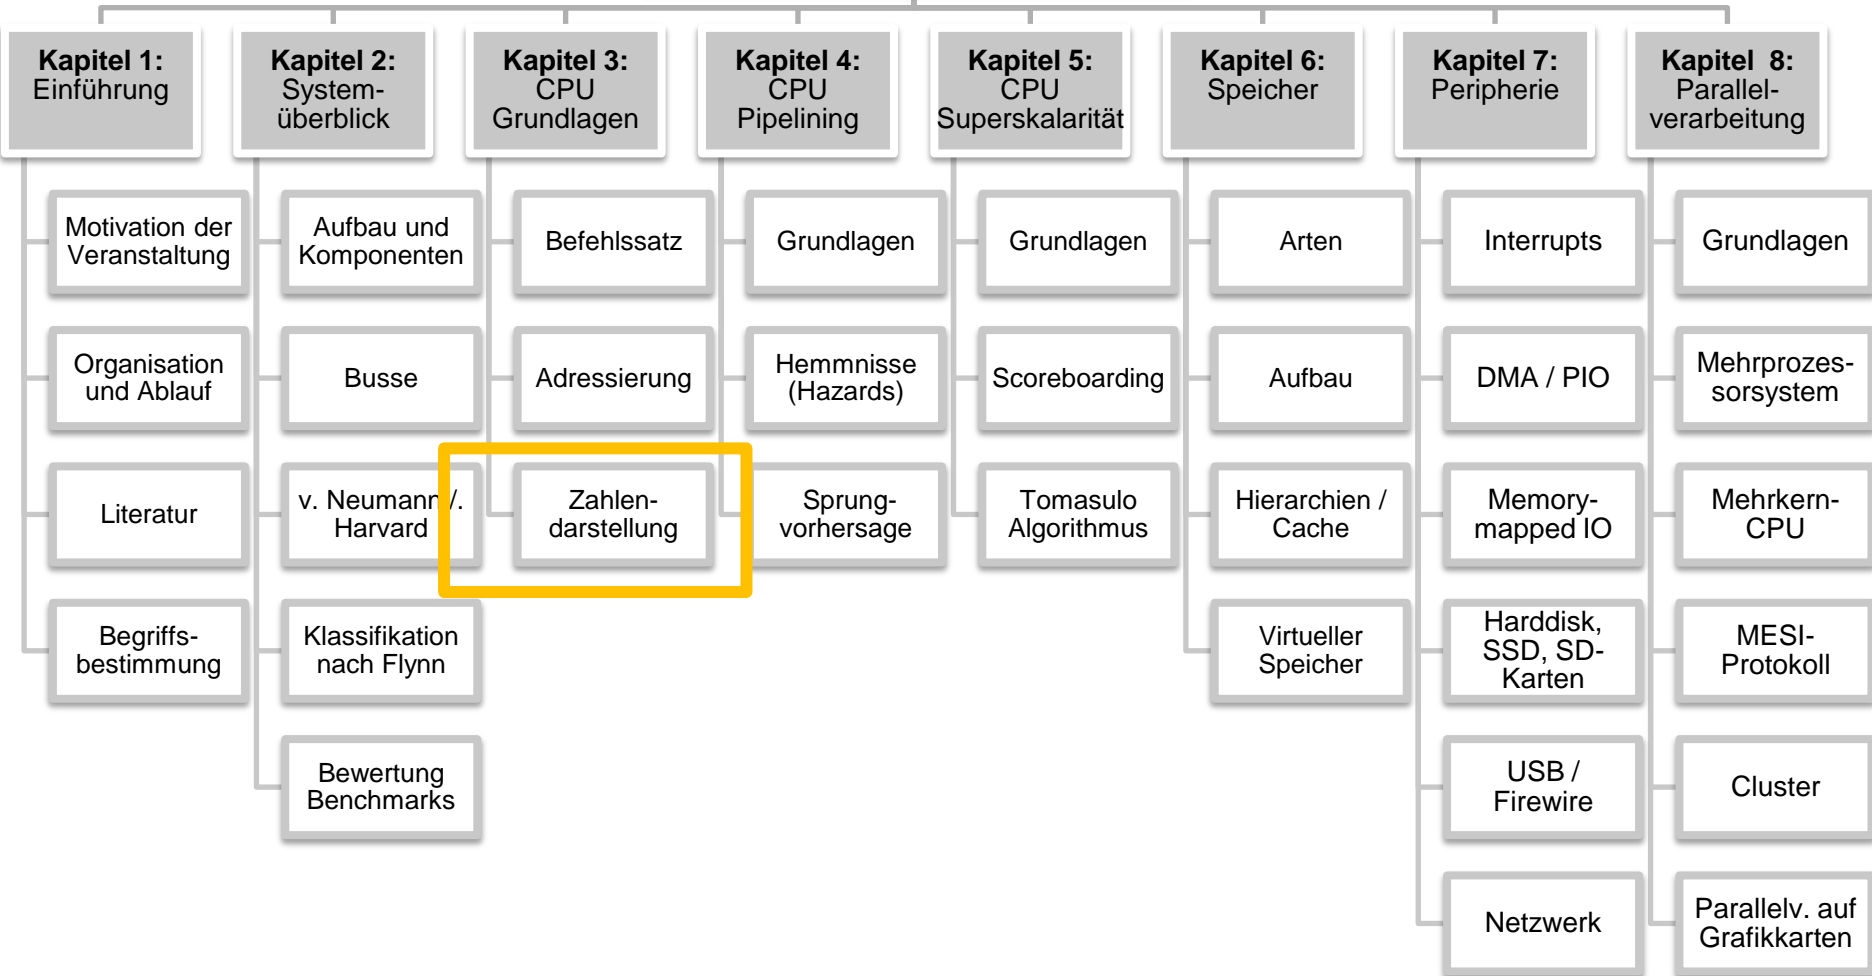 Kapitel 1:
Einführung
Motivation der
Veranstaltung
Organisation
und Ablauf
Literatur
Begriffs-
bestimmung
Kapitel 2:
System-
überblick
Aufbau und
Komponenten
Busse
v. Neumann /.
Harvard
Klassifikation
nach Flynn
Bewertung
Benchmarks
Kapitel 3:
CPU
Grundlagen
Befehlssatz
Adressierung
Zahlen-
darstellung
Kapitel 4:
CPU
Pipelining
Grundlagen
Hemmnisse
(Hazards)
Sprung-
vorhersage
Kapitel 5:
CPU
Superskalarität
Grundlagen
Scoreboarding
Tomasulo
Algorithmus
Kapitel 6:
Speicher
Arten
Aufbau
Hierarchien /
Cache
Virtueller
Speicher
Kapitel 7:
Peripherie
Interrupts
DMA / PIO
Memory-
mapped IO
Harddisk,
SSD, SD-
Karten
USB /
Firewire
Netzwerk
Kapitel 8:
Parallel-
verarbeitung
Grundlagen
Mehrprozes-
sorsystem
Mehrkern-
CPU
MESI-
Protokoll
Cluster
Parallelv. auf
Grafikkarten